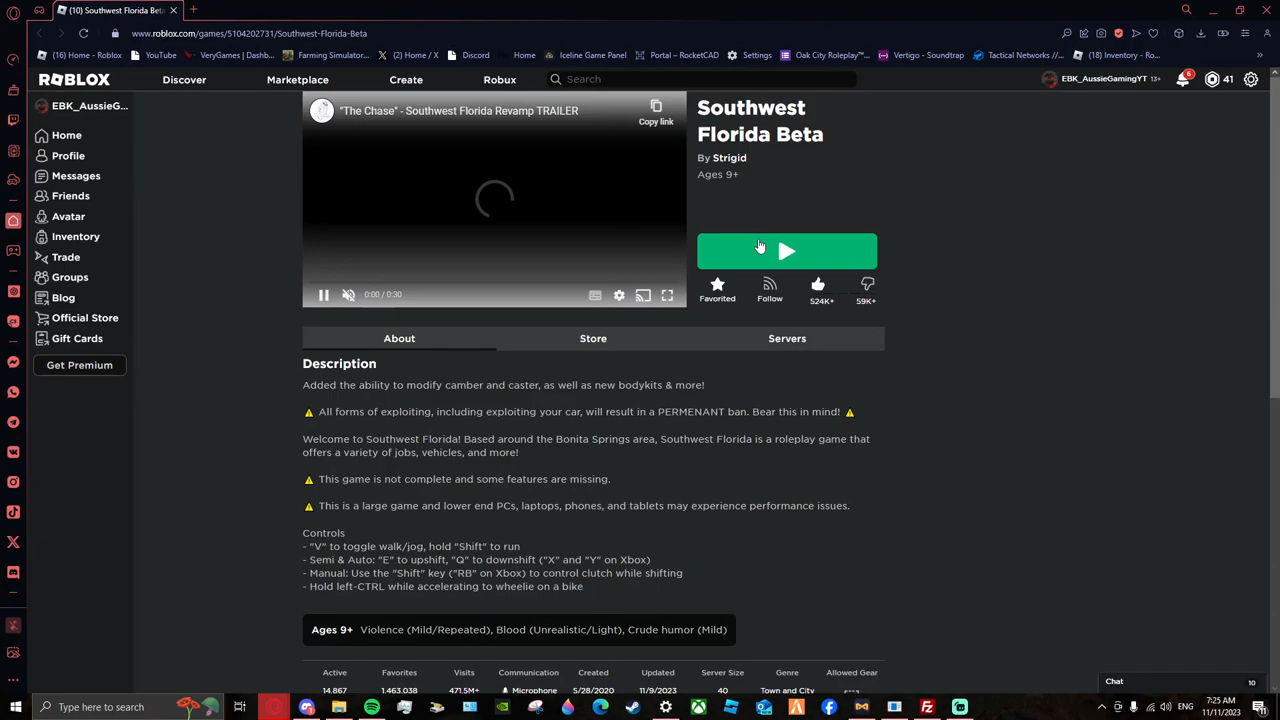 (10) Southwest Florida Beta
www.roblox.com/games/5104202731/Southwest-Florida-Beta
(16) Home - Roblox
YouTube
VeryGames | Dashb...
Farming Simulator...
(2) Home / X
Discord
Home
Iceline Game Panel
Portal – RocketCAD
Settings
Oak City Roleplay™...
Vertigo - Soundtrap
Tactical Networks //...
(18) Inventory - Ro...
ROBLOX
Discover
Marketplace
Create
Robux
Search
EBK_AussieGamingYT 13+
6
41
EBK_AussieG...
Home
Profile
Messages
Friends
Avatar
Inventory
Trade
Groups
Blog
Official Store
Gift Cards
Get Premium
"The Chase" - Southwest Florida Revamp TRAILER
Copy link
0:00 / 0:30
Southwest
Florida Beta
By Strigid
Ages 9+
Favorited
Follow
524K+
59K+
About
Store
Servers
Description
Added the ability to modify camber and caster, as well as new bodykits & more!
⚠ All forms of exploiting, including exploiting your car, will result in a PERMENANT ban. Bear this in mind! ⚠
Welcome to Southwest Florida! Based around the Bonita Springs area, Southwest Florida is a roleplay game that
offers a variety of jobs, vehicles, and more!
⚠ This game is not complete and some features are missing.
⚠ This is a large game and lower end PCs, laptops, phones, and tablets may experience performance issues.
Controls
- "V" to toggle walk/jog, hold "Shift" to run
- Semi & Auto: "E" to upshift, "Q" to downshift ("X" and "Y" on Xbox)
- Manual: Use the "Shift" key ("RB" on Xbox) to control clutch while shifting
- Hold left-CTRL while accelerating to wheelie on a bike
Ages 9+ Violence (Mild/Repeated), Blood (Unrealistic/Light), Crude humor (Mild)
Active
Favorites
Visits
Communication
Created
Updated
Server Size
Genre
Allowed Gear
14,867
1,463,038
471.5M+
Microphone
5/28/2020
11/9/2023
40
Town and City
Chat
10
Type here to search
7:25 AM
11/11/2023